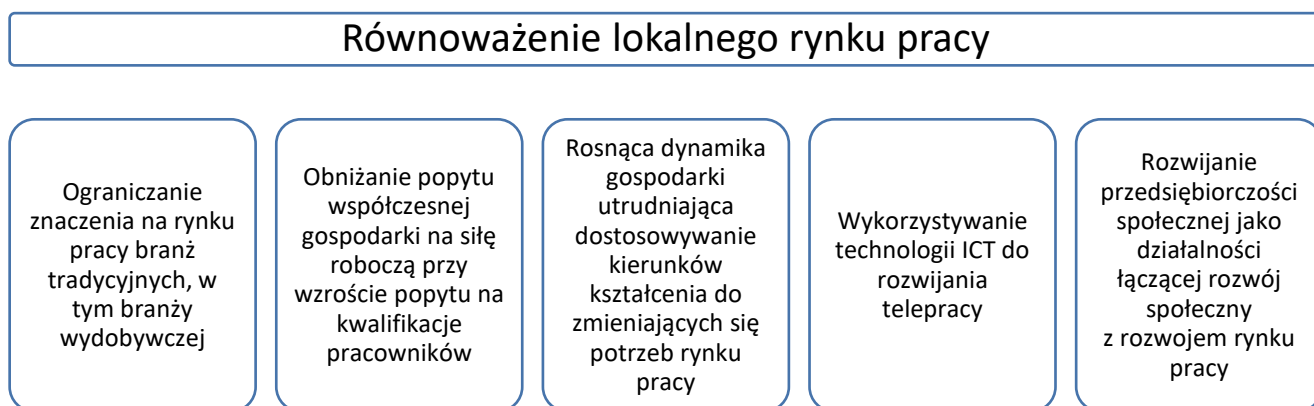 Równoważenie lokalnego rynku pracy
Ograniczanie
znaczenia na rynku
pracy branż
tradycyjnych, w
tym branży
wydobywczej
Obniżanie popytu
współczesnej
gospodarki na siłę
roboczą przy
wzroście popytu na
kwalifikacje
pracowników
Rosnąca dynamika
gospodarki
utrudniająca
dostosowywanie
kierunków
kształcenia do
zmieniających się
potrzeb rynku
pracy
Wykorzystywanie
technologii ICT do
rozwijania
telepracy
Rozwijanie
przedsiębiorczości
społecznej jako
działalności
łączącej rozwój
społeczny
z rozwojem rynku
pracy